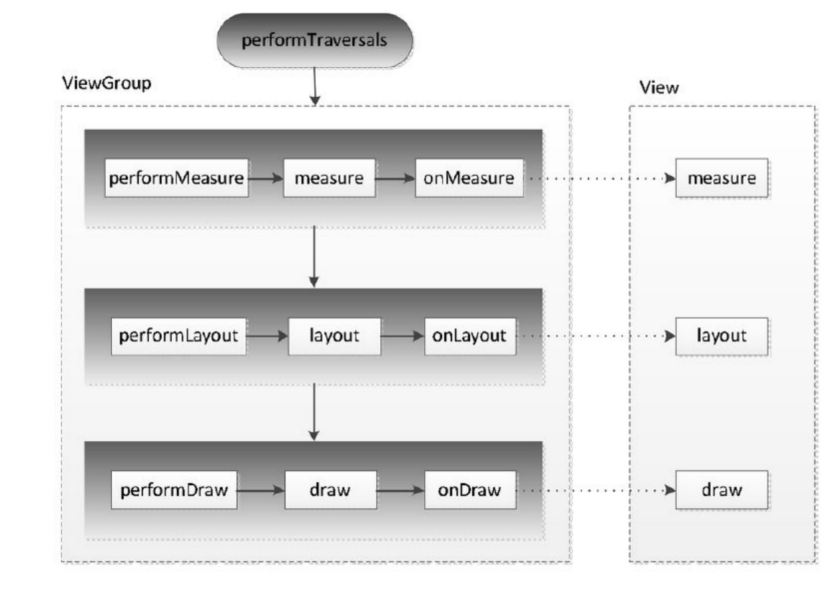 performTraversals
ViewGroup
View
performMeasure
measure
onMeasure
measure
performLayout
layout
onLayout
layout
performDraw
draw
onDraw
draw